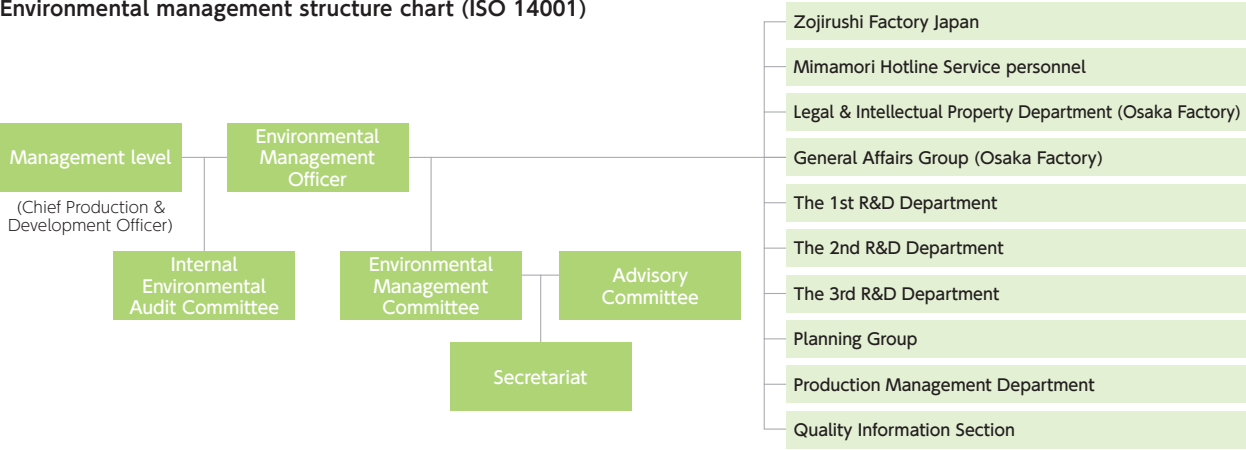 Environmental management structure chart (ISO 14001)
Management level
(Chief Production &
Development Officer)
Environmental
Management
Officer
Internal
Environmental
Audit Committee
Environmental
Management
Committee
Advisory
Committee
Secretariat
Zojirushi Factory Japan
Mimamori Hotline Service personnel
Legal & Intellectual Property Department (Osaka Factory)
General Affairs Group (Osaka Factory)
The 1st R&D Department
The 2nd R&D Department
The 3rd R&D Department
Planning Group
Production Management Department
Quality Information Section